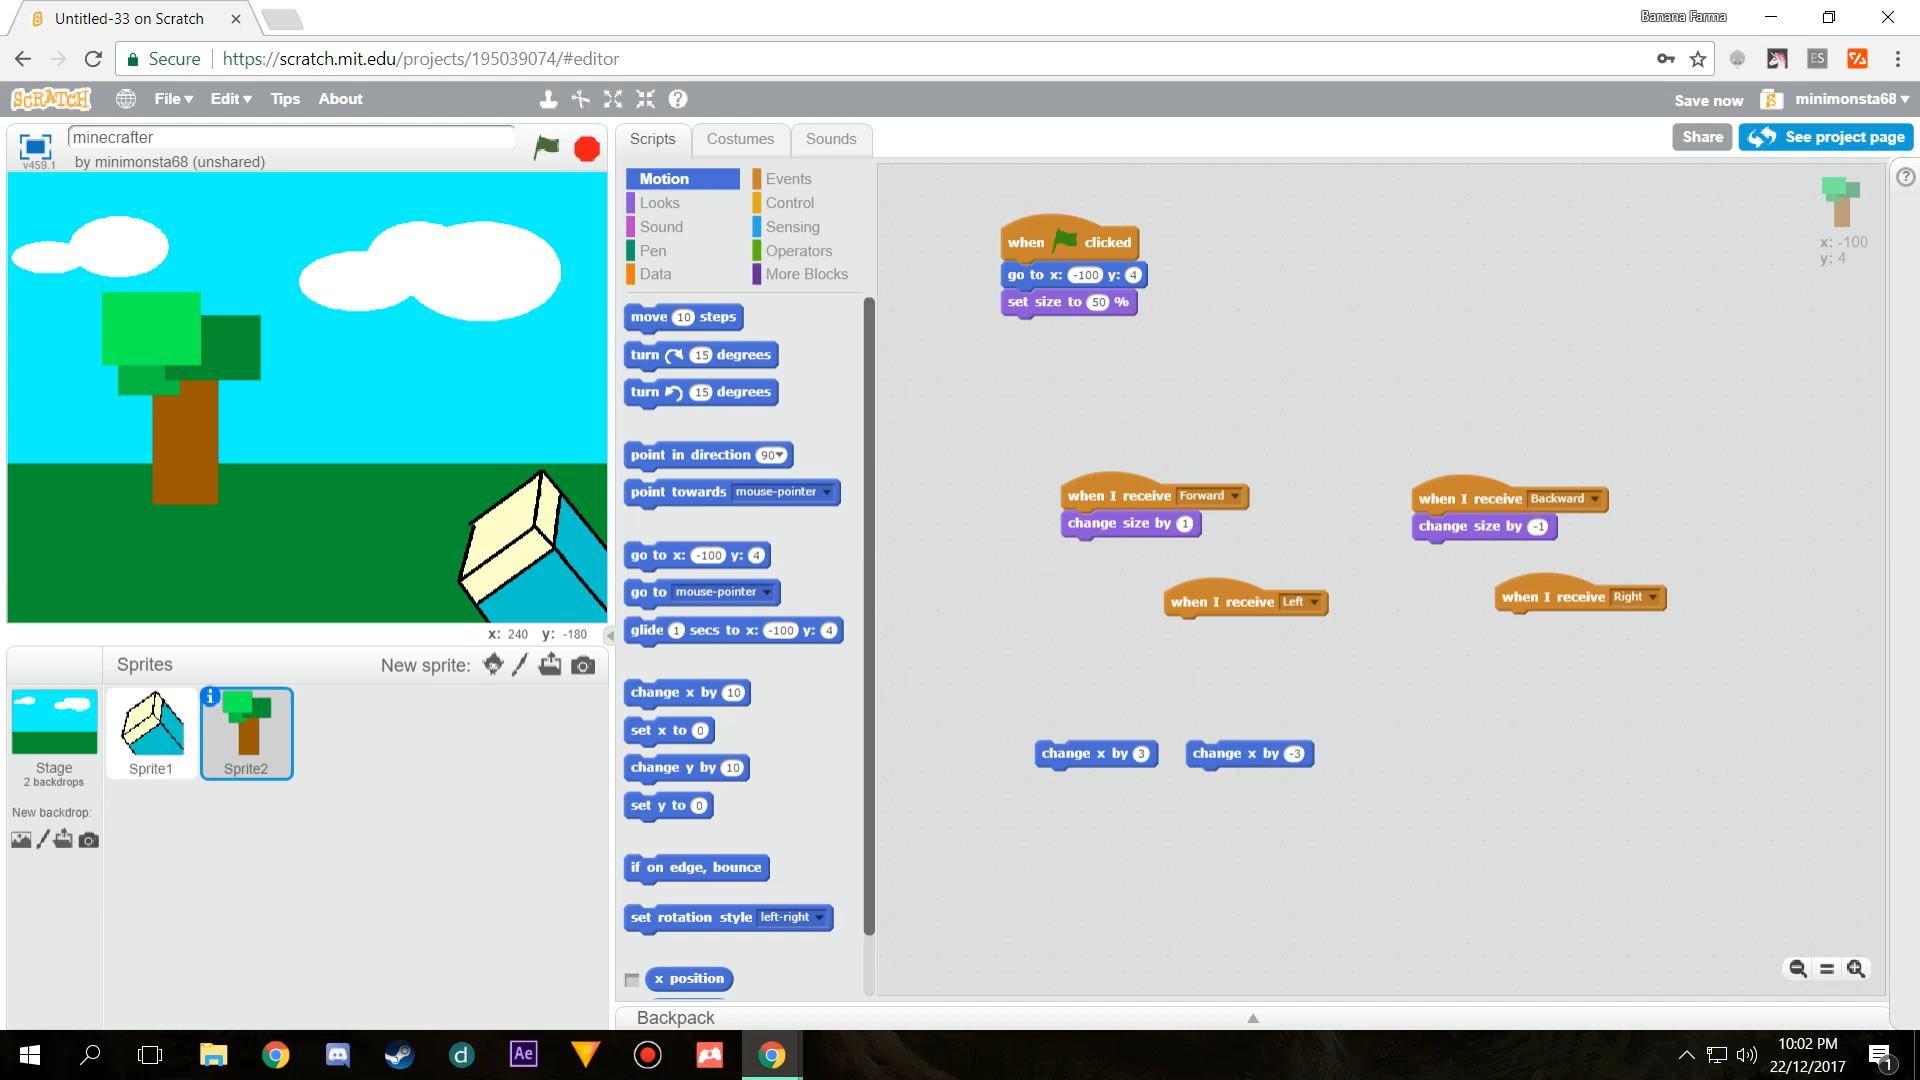 Untitled-33 on Scratch
Banana Farma
Secure https://scratch.mit.edu/projects/195039074/#editor
ES
SCRATCH File Edit Tips About
Save now minimonsta68
minecrafter
v459.1 by minimonsta68 (unshared)
Scripts Costumes Sounds
Share See project page
Motion Events
Looks Control
Sound Sensing
Pen Operators
Data More Blocks
move 10 steps
turn 15 degrees
turn 15 degrees
point in direction 90
point towards mouse-pointer
go to x: -100 y: 4
go to mouse-pointer
glide 1 secs to x: -100 y: 4
change x by 10
set x to 0
change y by 10
set y to 0
if on edge, bounce
set rotation style left-right
x position
when clicked
go to x: -100 y: 4
set size to 50 %
x: -100
y: 4
when I receive Forward
change size by 1
when I receive Backward
change size by -1
when I receive Left
when I receive Right
change x by 3
change x by -3
x: 240 y: -180
Sprites New sprite:
Stage
2 backdrops
Sprite1
Sprite2
New backdrop:
Backpack
d
Ae
10:02 PM
22/12/2017
1